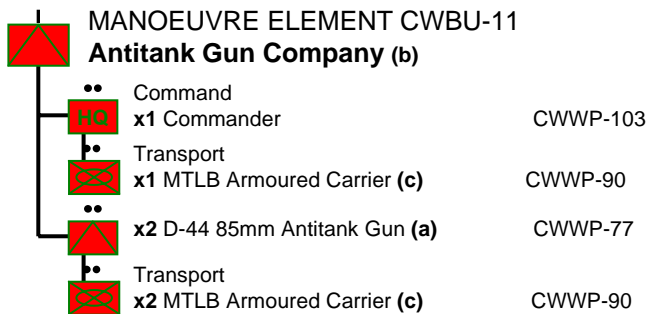 MANOEUVRE ELEMENT CWBU-11
Antitank Gun Company (b)
Command
HQ x1 Commander CWWP-103
Transport
x1 MTLB Armoured Carrier (c) CWWP-90
x2 D-44 85mm Antitank Gun (a) CWWP-77
Transport
x2 MTLB Armoured Carrier (c) CWWP-90